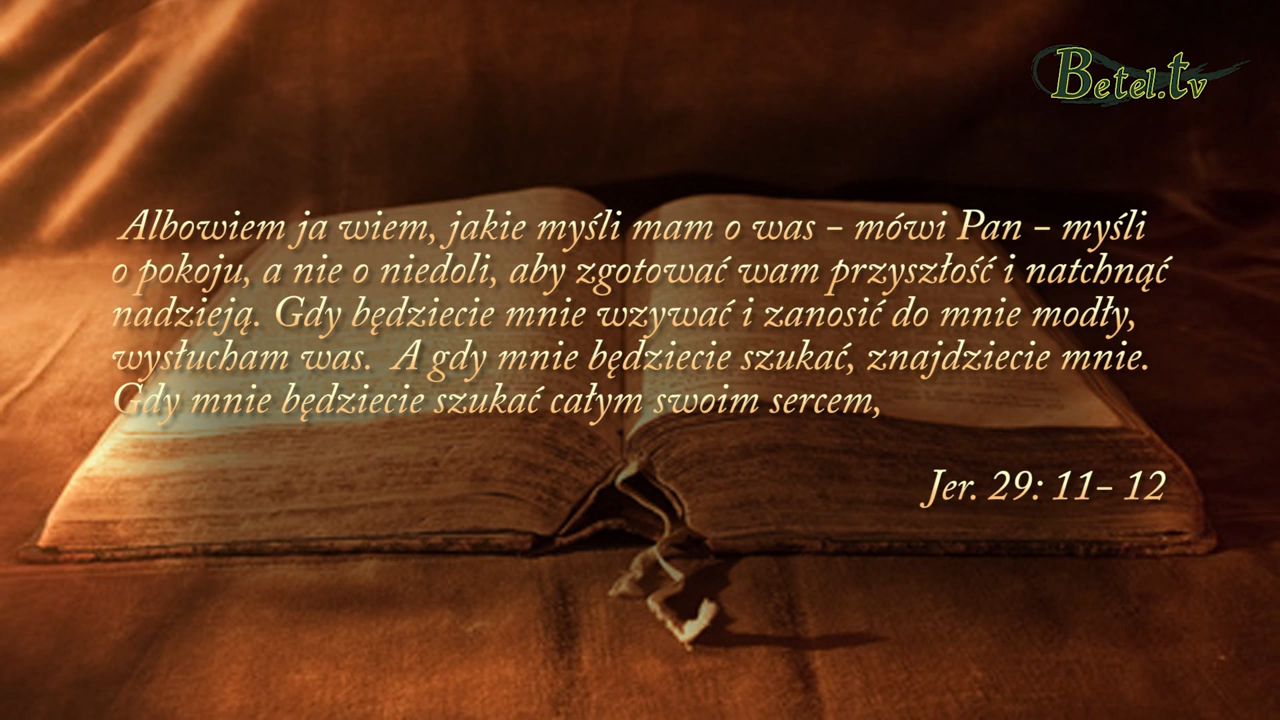 Betel.tv
Albowiem ja wiem, jakie myśli mam o was – mówi Pan – myśli
o pokoju, a nie o niedoli, aby zgotować wam przyszłość i natchnąć
nadzieją. Gdy będziecie mnie wzywać i zanosić do mnie modły,
wysłucham was.  A gdy mnie będziecie szukać, znajdziecie mnie.
Gdy mnie będziecie szukać całym swoim sercem,
Jer. 29: 11– 12